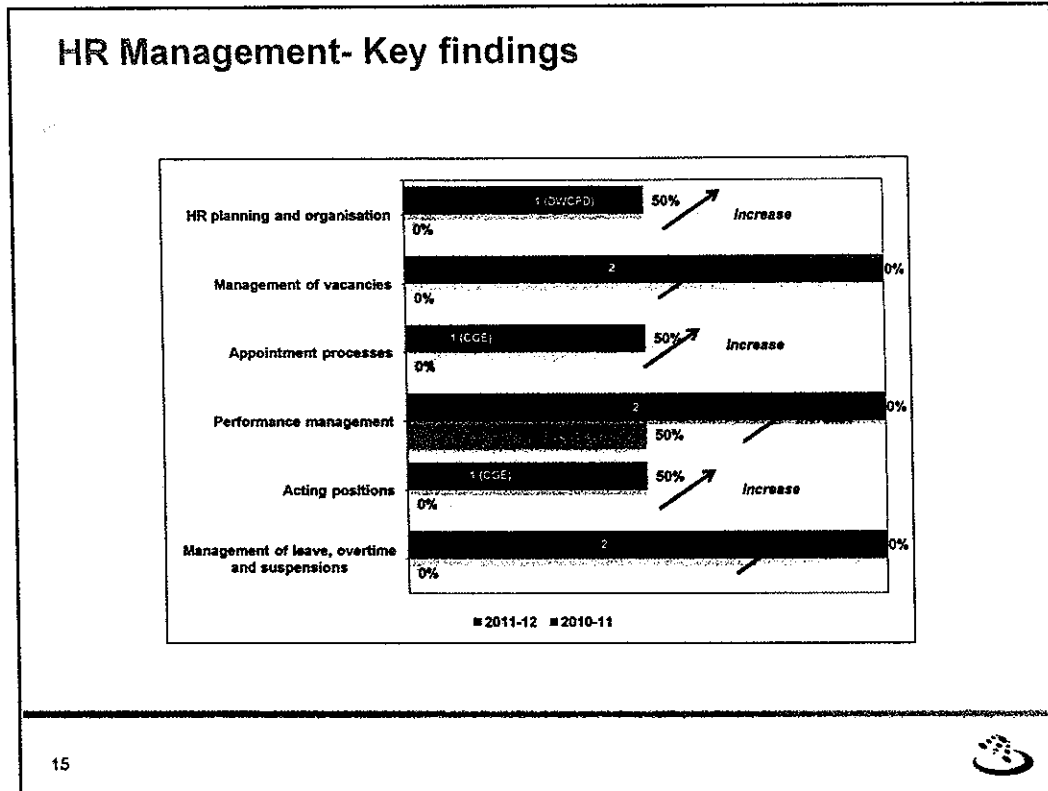 HR Management- Key findings
HR planning and organisation
1 (DWCPD)
50%
Increase
0%
Management of vacancies
2
0%
0%
Appointment processes
1 (CGE)
50%
Increase
0%
Performance management
2
0%
50%
Acting positions
1 (CGE)
50%
Increase
0%
Management of leave, overtime
and suspensions
2
0%
0%
2011-12 2010-11
15